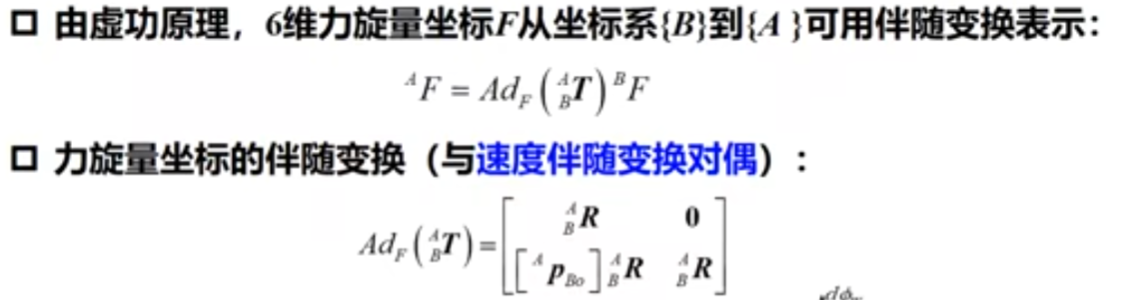 □ 由虚功原理，6维力旋量坐标F从坐标系{B}到{A }可用伴随变换表示：
^A F = Ad_F (^A_B T) ^B F
□ 力旋量坐标的伴随变换（与速度伴随变换对偶）：
Ad_F (^A_B T) = [ ^A_B R 0
[^A p_Bo] ^A_B R ^A_B R ]